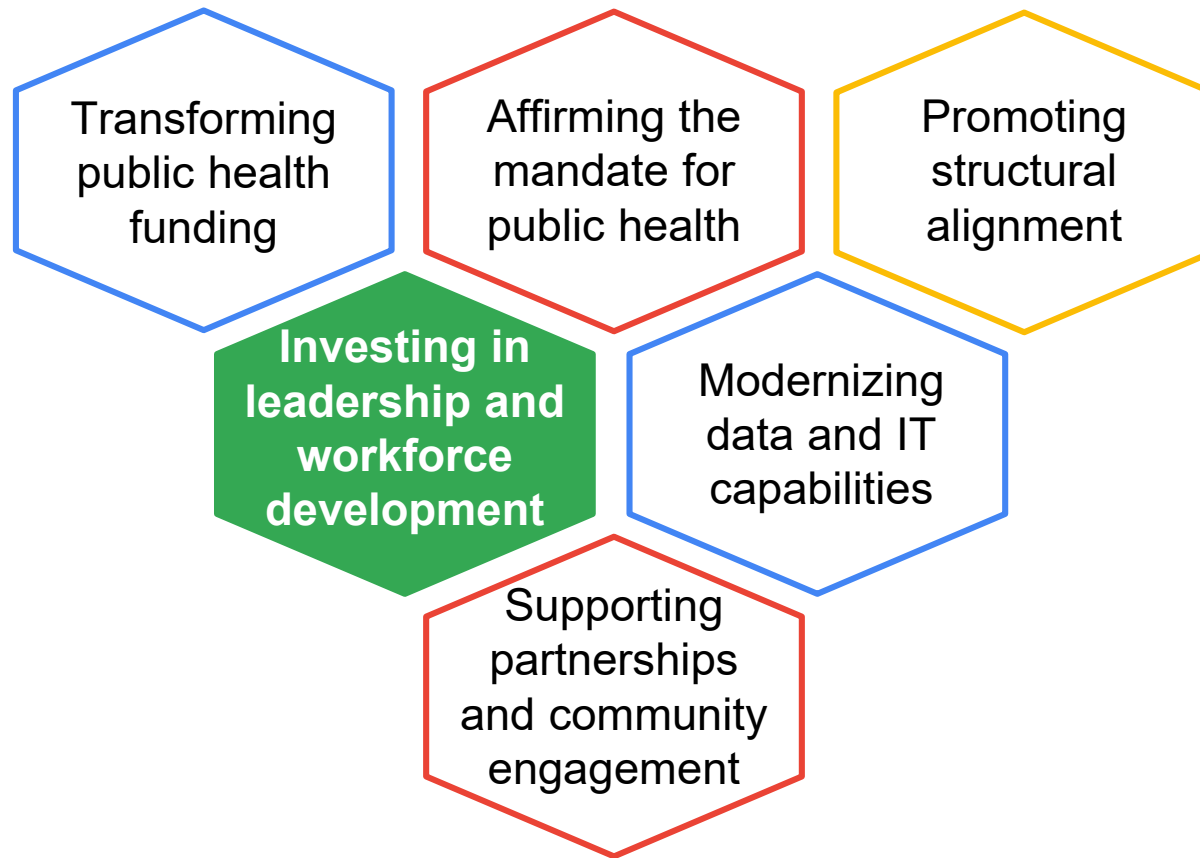 Transforming
public health
funding
Affirming the
mandate for
public health
Promoting
structural
alignment
Investing in
leadership and
workforce
development
Modernizing
data and IT
capabilities
Supporting
partnerships
and community
engagement